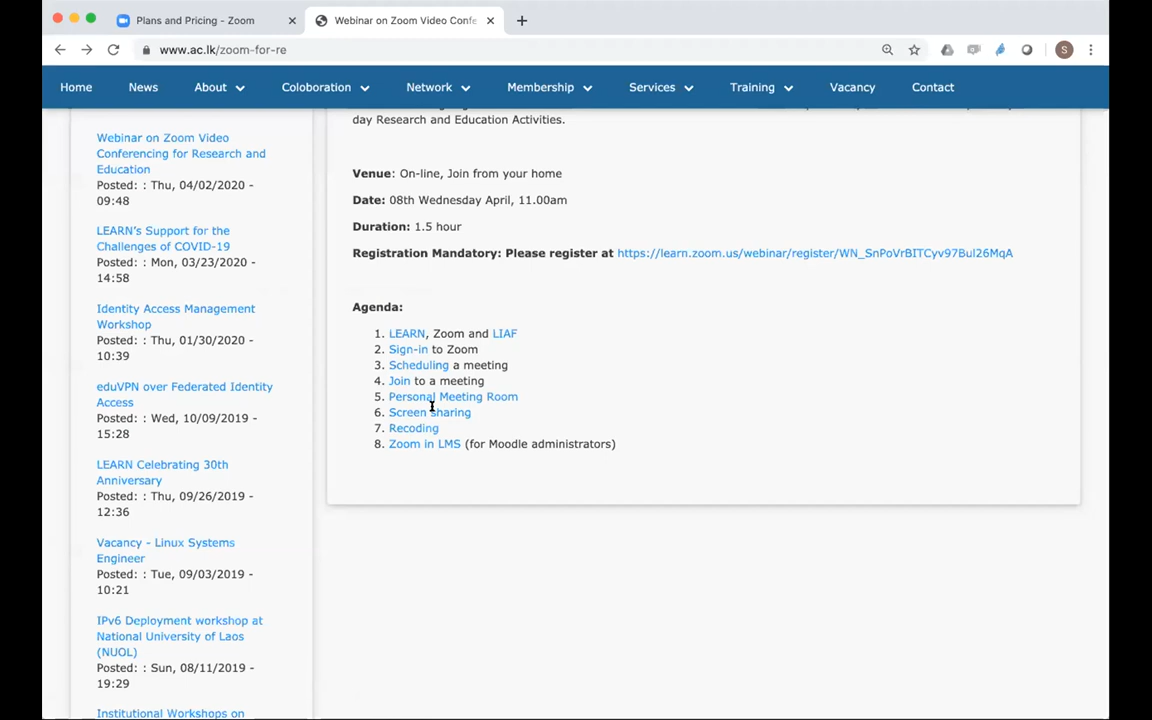 Plans and Pricing - Zoom
Webinar on Zoom Video Confe
www.ac.lk/zoom-for-re
S
Home News About Coloboration Network Membership Services Training Vacancy Contact
Webinar on Zoom Video
Conferencing for Research and
Education
Posted: : Thu, 04/02/2020 -
09:48
LEARN's Support for the
Challenges of COVID-19
Posted: : Mon, 03/23/2020 -
14:58
Identity Access Management
Workshop
Posted: : Thu, 01/30/2020 -
10:39
eduVPN over Federated Identity
Access
Posted: : Wed, 10/09/2019 -
15:28
LEARN Celebrating 30th
Anniversary
Posted: : Thu, 09/26/2019 -
12:36
Vacancy - Linux Systems
Engineer
Posted: : Tue, 09/03/2019 -
10:21
IPv6 Deployment workshop at
National University of Laos
(NUOL)
Posted: : Sun, 08/11/2019 -
19:29
Institutional Workshops on
day Research and Education Activities.
Venue: On-line, Join from your home
Date: 08th Wednesday April, 11.00am
Duration: 1.5 hour
Registration Mandatory: Please register at https://learn.zoom.us/webinar/register/WN_SnPoVrBITCyv97Bul26MqA
Agenda:
1. LEARN, Zoom and LIAF
2. Sign-in to Zoom
3. Scheduling a meeting
4. Join to a meeting
5. Personal Meeting Room
6. Screen sharing
7. Recoding
8. Zoom in LMS (for Moodle administrators)